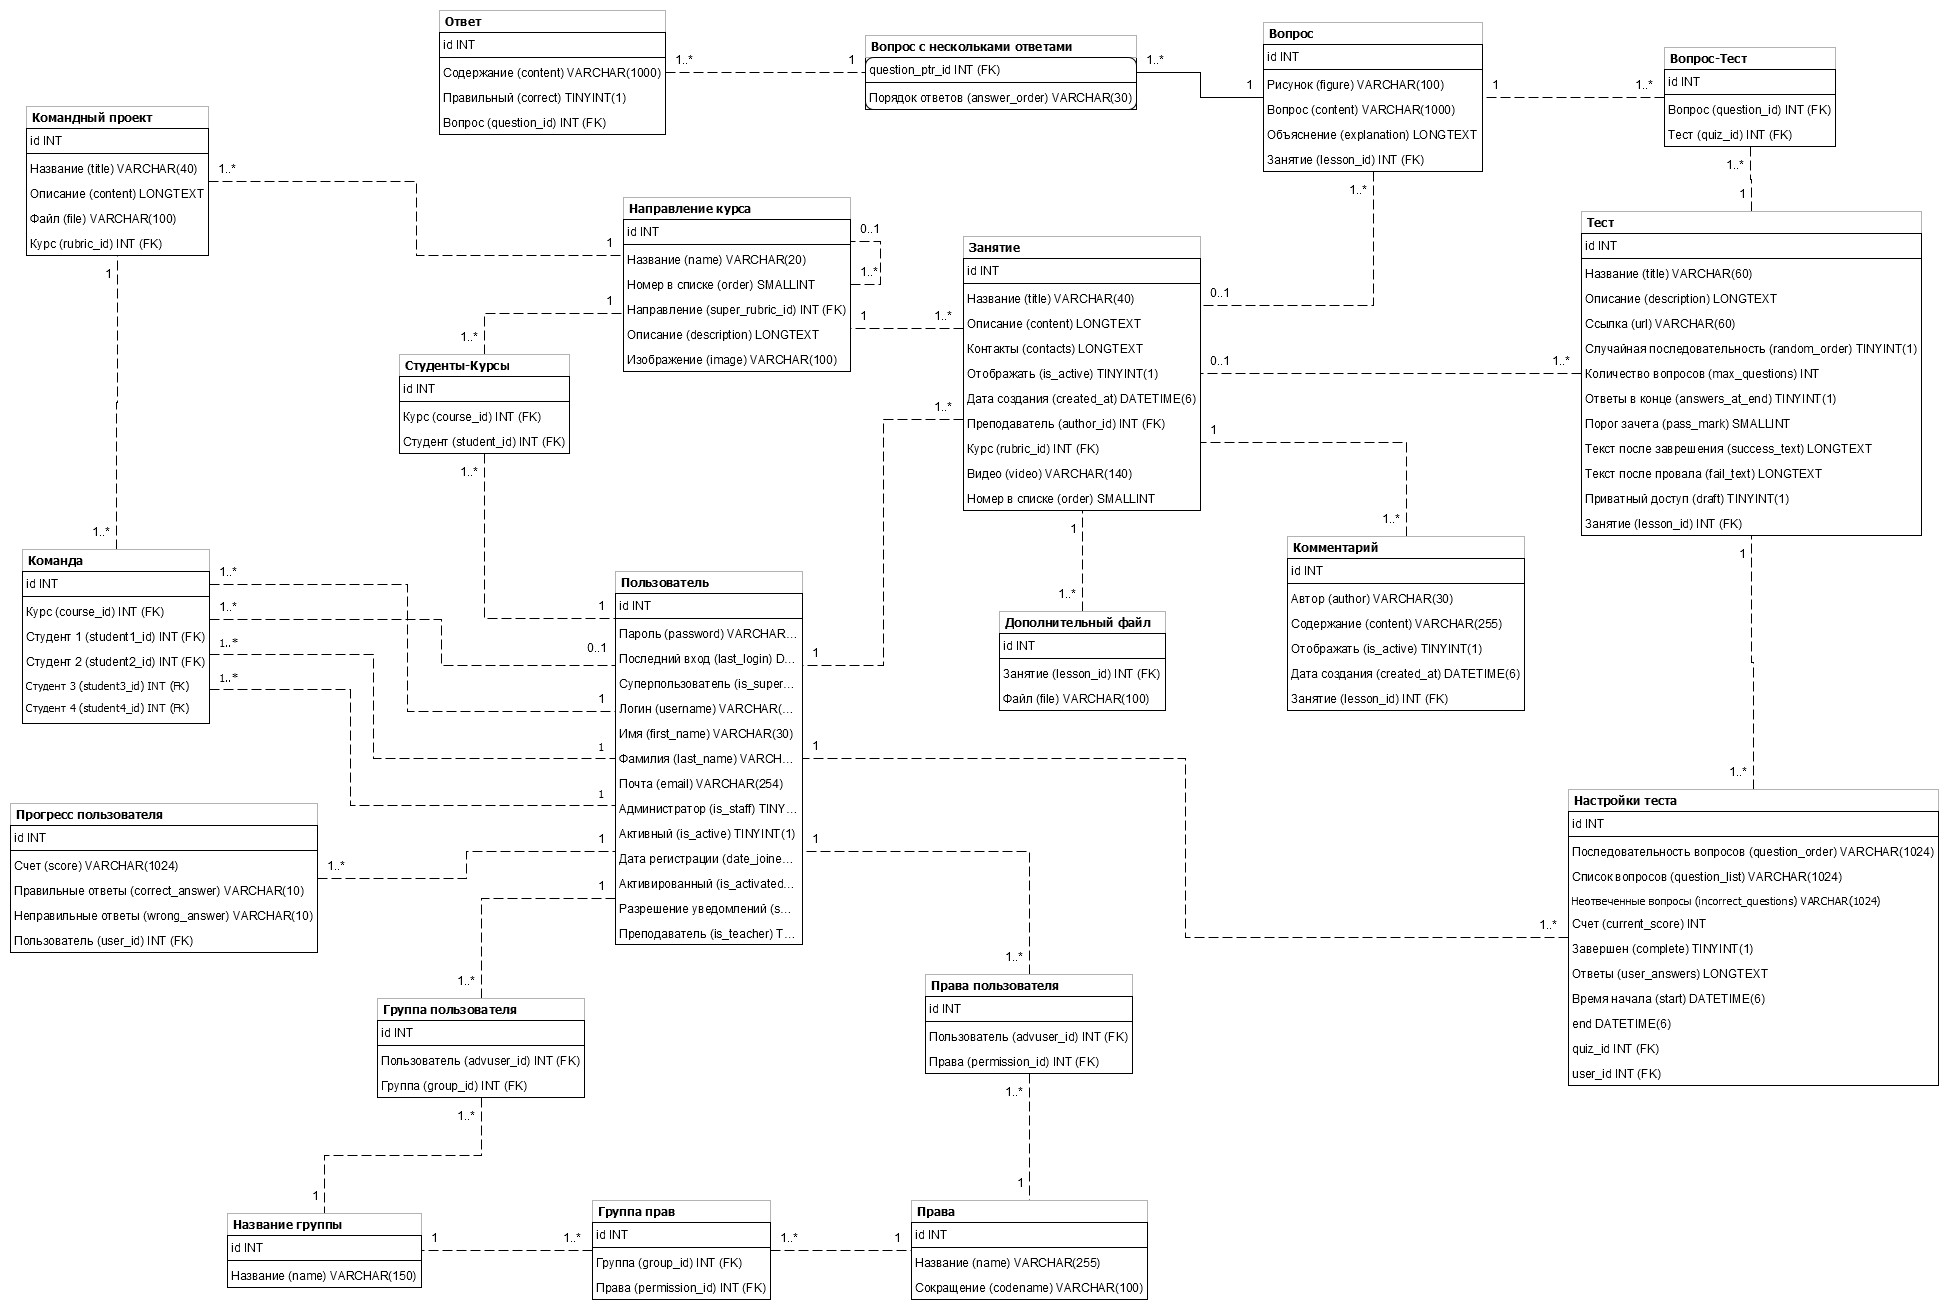 Ответ
id INT
Содержание (content) VARCHAR(1000)
Правильный (correct) TINYINT(1)
Вопрос (question_id) INT (FK)
1..*
1
Вопрос с нескольками ответами
question_ptr_id INT (FK)
Порядок ответов (answer_order) VARCHAR(30)
1..*
1
Вопрос
id INT
Рисунок (figure) VARCHAR(100)
Вопрос (content) VARCHAR(1000)
Объяснение (explanation) LONGTEXT
Занятие (lesson_id) INT (FK)
1
1..*
1..*
Вопрос-Тест
id INT
Вопрос (question_id) INT (FK)
Тест (quiz_id) INT (FK)
1..*
1
Командный проект
id INT
Название (title) VARCHAR(40)
Описание (content) LONGTEXT
Файл (file) VARCHAR(100)
Курс (rubric_id) INT (FK)
1..*
1
1
1..*
Направление курса
id INT
Название (name) VARCHAR(20)
Номер в списке (order) SMALLINT
Направление (super_rubric_id) INT (FK)
Описание (description) LONGTEXT
Изображение (image) VARCHAR(100)
0..1
1..*
1
1..*
1
1..*
Студенты-Курсы
id INT
Курс (course_id) INT (FK)
Студент (student_id) INT (FK)
1..*
1
Занятие
id INT
Название (title) VARCHAR(40)
Описание (content) LONGTEXT
Контакты (contacts) LONGTEXT
Отображать (is_active) TINYINT(1)
Дата создания (created_at) DATETIME(6)
Преподаватель (author_id) INT (FK)
Курс (rubric_id) INT (FK)
Видео (video) VARCHAR(140)
Номер в списке (order) SMALLINT
0..1
0..1
1..*
1..*
1
1..*
1
1..*
Тест
id INT
Название (title) VARCHAR(60)
Описание (description) LONGTEXT
Ссылка (url) VARCHAR(60)
Случайная последовательность (random_order) TINYINT(1)
Количество вопросов (max_questions) INT
Ответы в конце (answers_at_end) TINYINT(1)
Порог зачета (pass_mark) SMALLINT
Текст после заврешения (success_text) LONGTEXT
Текст после провала (fail_text) LONGTEXT
Приватный доступ (draft) TINYINT(1)
Занятие (lesson_id) INT (FK)
1
1..*
Команда
id INT
Курс (course_id) INT (FK)
Студент 1 (student1_id) INT (FK)
Студент 2 (student2_id) INT (FK)
Студент 3 (student3_id) INT (FK)
Студент 4 (student4_id) INT (FK)
1..*
1..*
1..*
1..*
0..1
1
1
1
Пользователь
id INT
Пароль (password) VARCHAR...
Последний вход (last_login) D...
Суперпользователь (is_super...
Логин (username) VARCHAR(...
Имя (first_name) VARCHAR(30)
Фамилия (last_name) VARCH...
Почта (email) VARCHAR(254)
Администратор (is_staff) TINY...
Активный (is_active) TINYINT(1)
Дата регистрации (date_joine...
Активированный (is_activated...
Разрешение уведомлений (s...
Преподаватель (is_teacher) T...
1
1
1
1
1
Дополнительный файл
id INT
Занятие (lesson_id) INT (FK)
Файл (file) VARCHAR(100)
Комментарий
id INT
Автор (author) VARCHAR(30)
Содержание (content) VARCHAR(255)
Отображать (is_active) TINYINT(1)
Дата создания (created_at) DATETIME(6)
Занятие (lesson_id) INT (FK)
Прогресс пользователя
id INT
Счет (score) VARCHAR(1024)
Правильные ответы (correct_answer) VARCHAR(10)
Неправильные ответы (wrong_answer) VARCHAR(10)
Пользователь (user_id) INT (FK)
1..*
Настройки теста
id INT
Последовательность вопросов (question_order) VARCHAR(1024)
Список вопросов (question_list) VARCHAR(1024)
Неотвеченные вопросы (incorrect_questions) VARCHAR(1024)
Счет (current_score) INT
Завершен (complete) TINYINT(1)
Ответы (user_answers) LONGTEXT
Время начала (start) DATETIME(6)
end DATETIME(6)
quiz_id INT (FK)
user_id INT (FK)
1..*
1..*
Группа пользователя
id INT
Пользователь (advuser_id) INT (FK)
Группа (group_id) INT (FK)
1..*
1
1..*
Права пользователя
id INT
Пользователь (advuser_id) INT (FK)
Права (permission_id) INT (FK)
1..*
1
Название группы
id INT
Название (name) VARCHAR(150)
1
1..*
Группа прав
id INT
Группа (group_id) INT (FK)
Права (permission_id) INT (FK)
1..*
1
Права
id INT
Название (name) VARCHAR(255)
Сокращение (codename) VARCHAR(100)